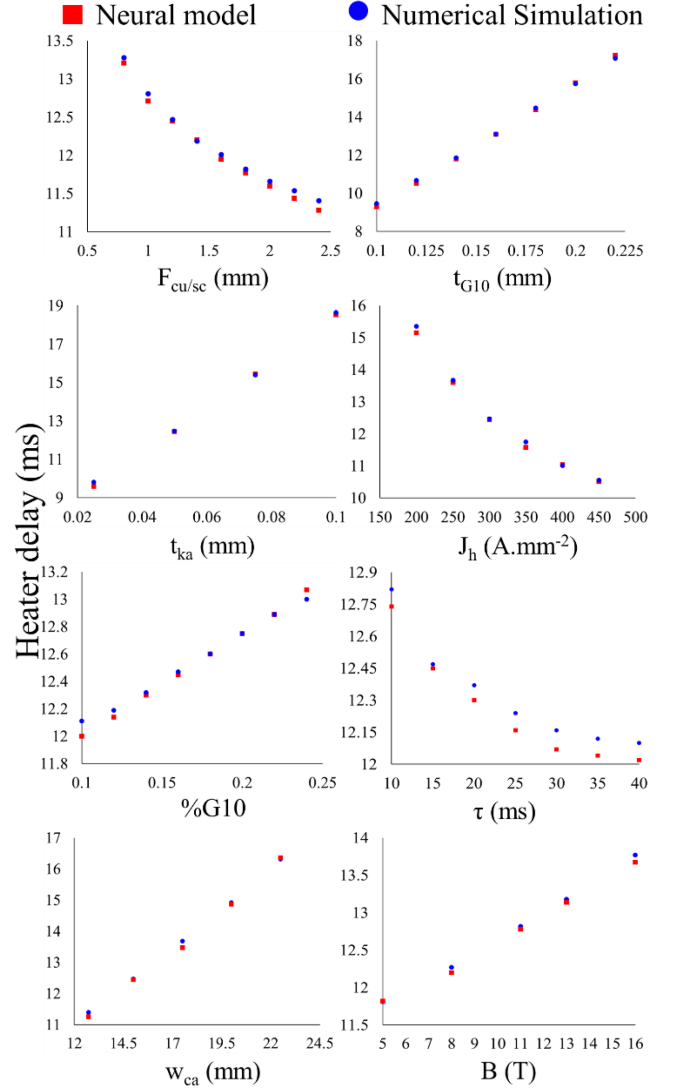 Neural model Numerical Simulation
Heater delay (ms)
13.5
13
12.5
12
11.5
11
0.5 1 1.5 2 2.5
F_cu/sc (mm)
18
16
14
12
10
8
0.1 0.125 0.15 0.175 0.2 0.225
t_G10 (mm)
19
17
15
13
11
9
0.02 0.04 0.06 0.08 0.1
t_ka (mm)
16
15
14
13
12
11
10
150 200 250 300 350 400 450 500
J_h (A.mm⁻²)
13.2
13
12.8
12.6
12.4
12.2
12
11.8
0.1 0.15 0.2 0.25
%G10
12.9
12.75
12.6
12.45
12.3
12.15
12
10 15 20 25 30 35 40
τ (ms)
17
16
15
14
13
12
11
12 14.5 17 19.5 22 24.5
w_ca (mm)
14
13.5
13
12.5
12
11.5
5 6 7 8 9 10 11 12 13 14 15 16
B (T)